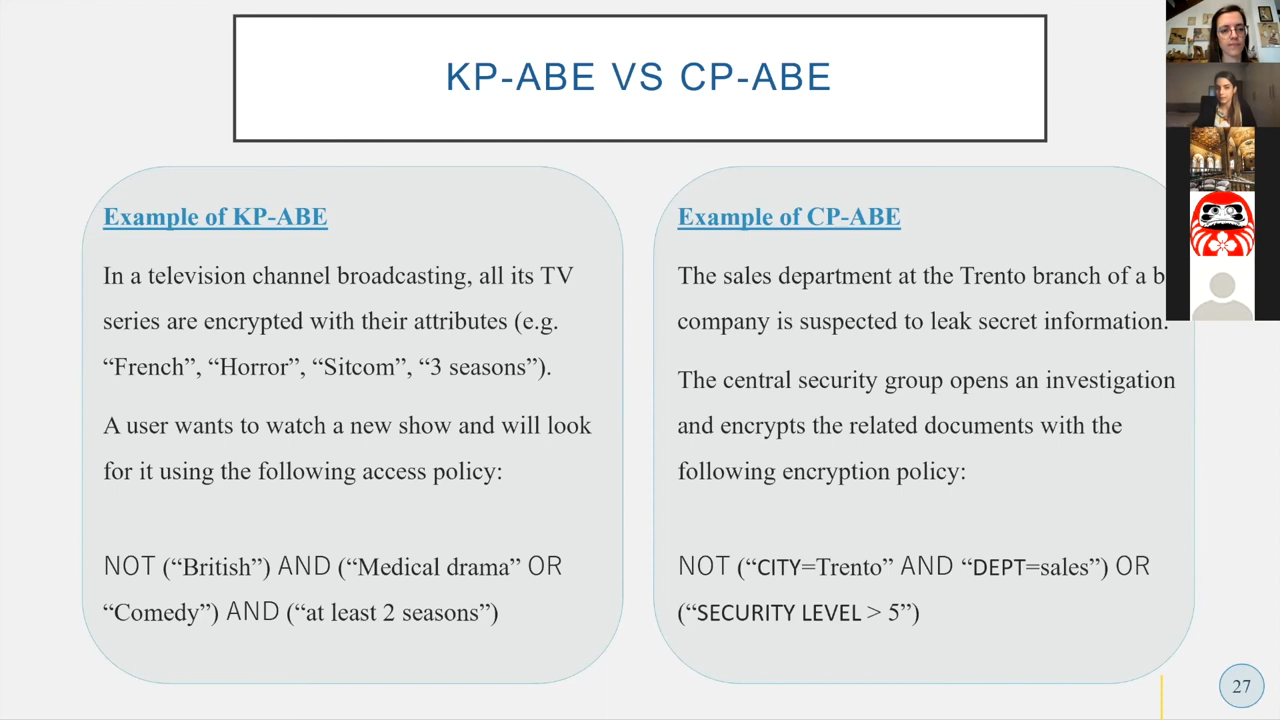 KP-ABE VS CP-ABE
Example of KP-ABE
In a television channel broadcasting, all its TV
series are encrypted with their attributes (e.g.
“French”, “Horror”, “Sitcom”, “3 seasons”).
A user wants to watch a new show and will look
for it using the following access policy:
NOT (“British”) AND (“Medical drama” OR
“Comedy”) AND (“at least 2 seasons”)
Example of CP-ABE
The sales department at the Trento branch of a
company is suspected to leak secret information.
The central security group opens an investigation
and encrypts the related documents with the
following encryption policy:
NOT (“CITY=Trento” AND “DEPT=sales”) OR
(“SECURITY LEVEL > 5”)
27